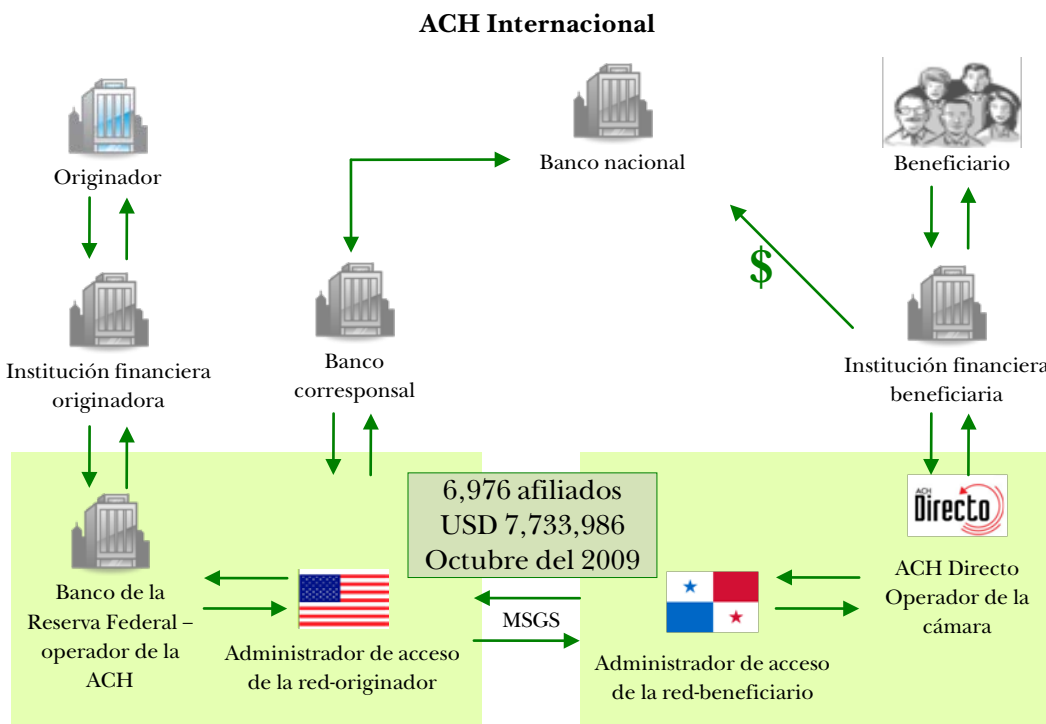 ACH Internacional
Originador
Banco nacional
Beneficiario
$
Institución financiera
originadora
Banco
corresponsal
Institución financiera
beneficiaria
6,976 afiliados
USD 7,733,986
Octubre del 2009
ACH
Directo
Banco de la
Reserva Federal –
operador de la
ACH
Administrador de acceso
de la red-originador
MSGS
Administrador de acceso
de la red-beneficiario
ACH Directo
Operador de la
cámara